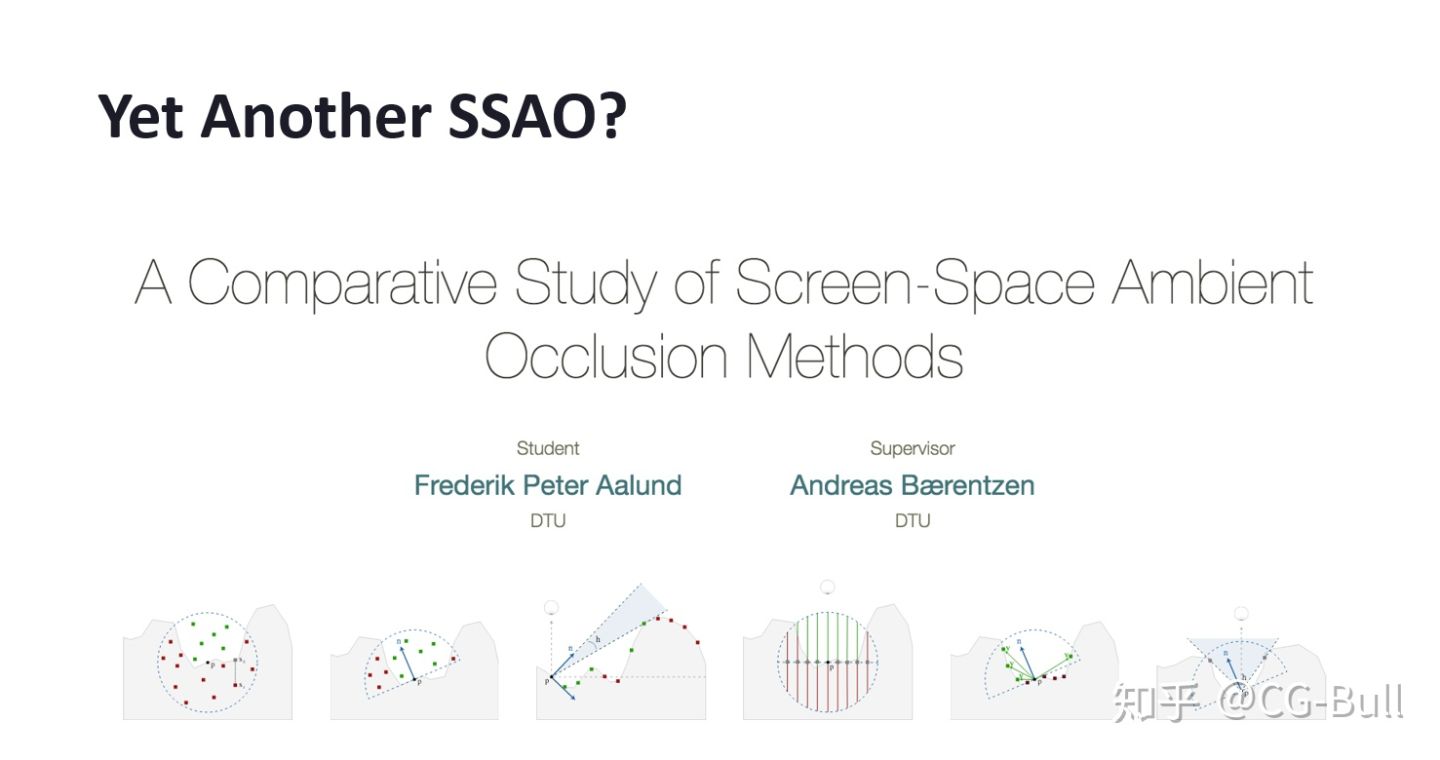 Yet Another SSAO?
A Comparative Study of Screen-Space Ambient
Occlusion Methods
Student
Supervisor
Frederik Peter Aalund
Andreas Bærentzen
DTU
DTU
知乎 @CG-Bull